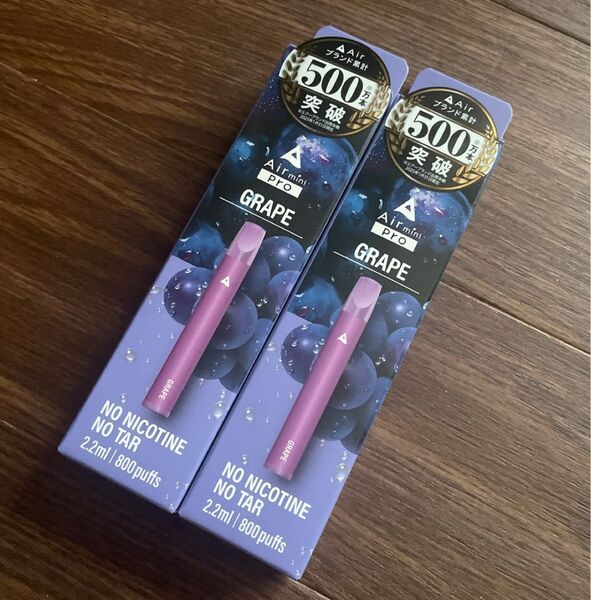 Air
ブランド累計
500万本
突破
Air mini
pro
GRAPE
GRAPE
NO NICOTINE
NO TAR
2.2ml | 800puffs
Air
ブランド累計
500万本
突破
Air mini
pro
GRAPE
GRAPE
NO NICOTINE
NO TAR
2.2ml | 800puffs